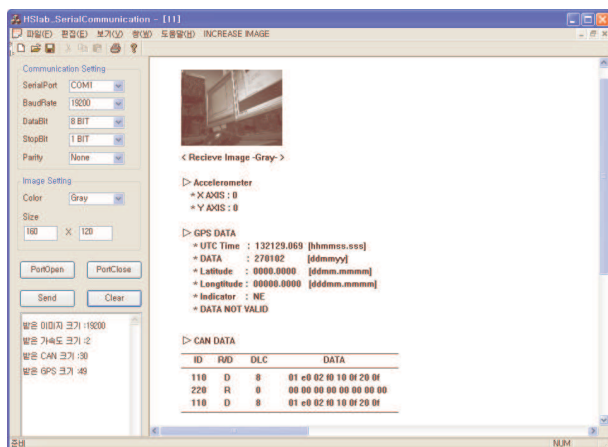 HSlab_SerialCommunication - [11]
파일(F) 편집(E) 보기(V) 창(W) 도움말(H) INCREASE IMAGE
Communication Setting
SerialPort COM1
BaudRate 19200
DataBit 8 BIT
StopBit 1 BIT
Parity None
Image Setting
Color Gray
Size
160 X 120
PortOpen PortClose
Send Clear
받은 이미지 크기 :19200
받은 가속도 크기 :2
받은 CAN 크기 :30
받은 GPS 크기 :49
< Recieve Image -Gray- >
▷ Accelerometer
* X AXIS : 0
* Y AXIS : 0
▷ GPS DATA
* UTC Time : 132129.069 [hhmmss.sss]
* DATA : 270102 [ddmmyy]
* Latitude : 0000.0000 [ddmm.mmmm]
* Longtitude : 00000.0000 [dddmm.mmmm]
* Indicator : NE
* DATA NOT VALID
▷ CAN DATA
ID R/D DLC DATA
110 D 8 01 e0 02 f0 10 0f 20 0f
220 R 0 00 00 00 00 00 00 00 00
110 D 8 01 e0 02 f0 10 0f 20 0f
준비 NUM